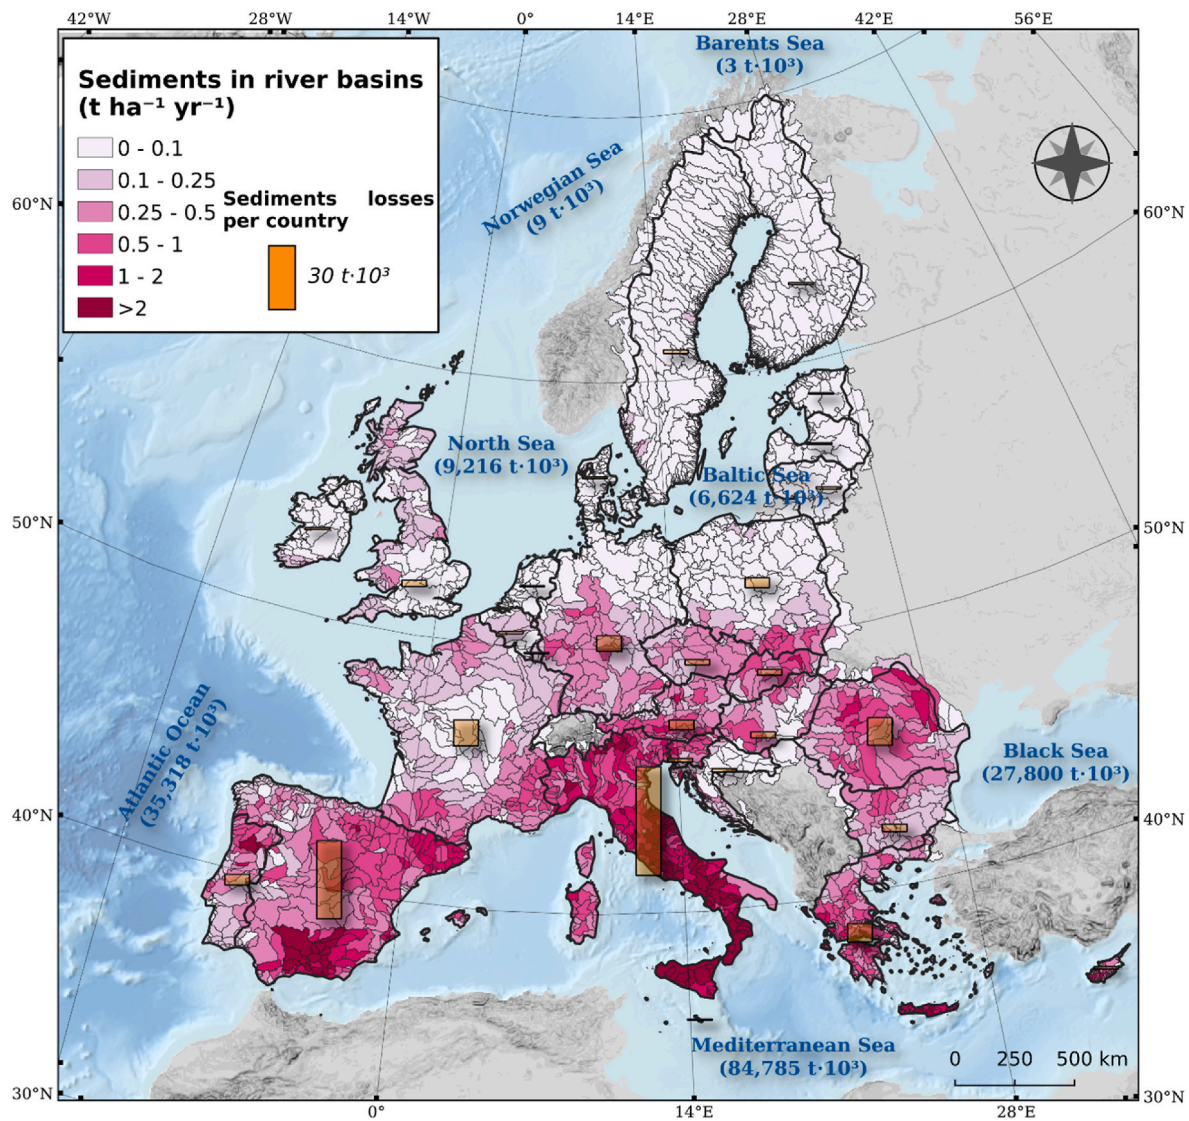 42°W 28°W 14°W 0° 14°E 28°E 42°E 56°E
Barents Sea
(3 t·10³)
Sediments in river basins
(t ha⁻¹ yr⁻¹)
0 - 0.1
0.1 - 0.25
0.25 - 0.5
0.5 - 1
1 - 2
>2
Sediments losses
per country
30 t·10³
Norwegian Sea
(9 t·10³)
60°N
60°N
North Sea
(9,216 t·10³)
Baltic Sea
(6,624 t·10³)
50°N
50°N
Atlantic Ocean
(35,318 t·10³)
Black Sea
(27,800 t·10³)
40°N
40°N
Mediterranean Sea
(84,785 t·10³)
0 250 500 km
30°N
30°N
0° 14°E 28°E